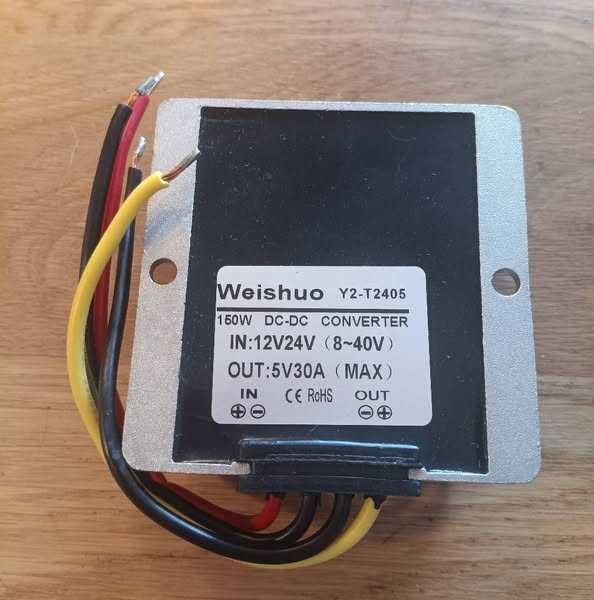 Weishuo Y2-T2405
150W DC-DC CONVERTER
IN:12V24V（8~40V）
OUT:5V30A（MAX）
IN CE RoHS OUT
⊕⊖ ⊖⊕